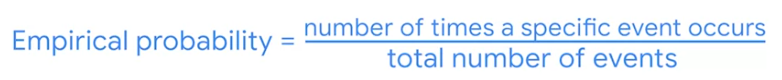 Empirical probability = number of times a specific event occurs
total number of events